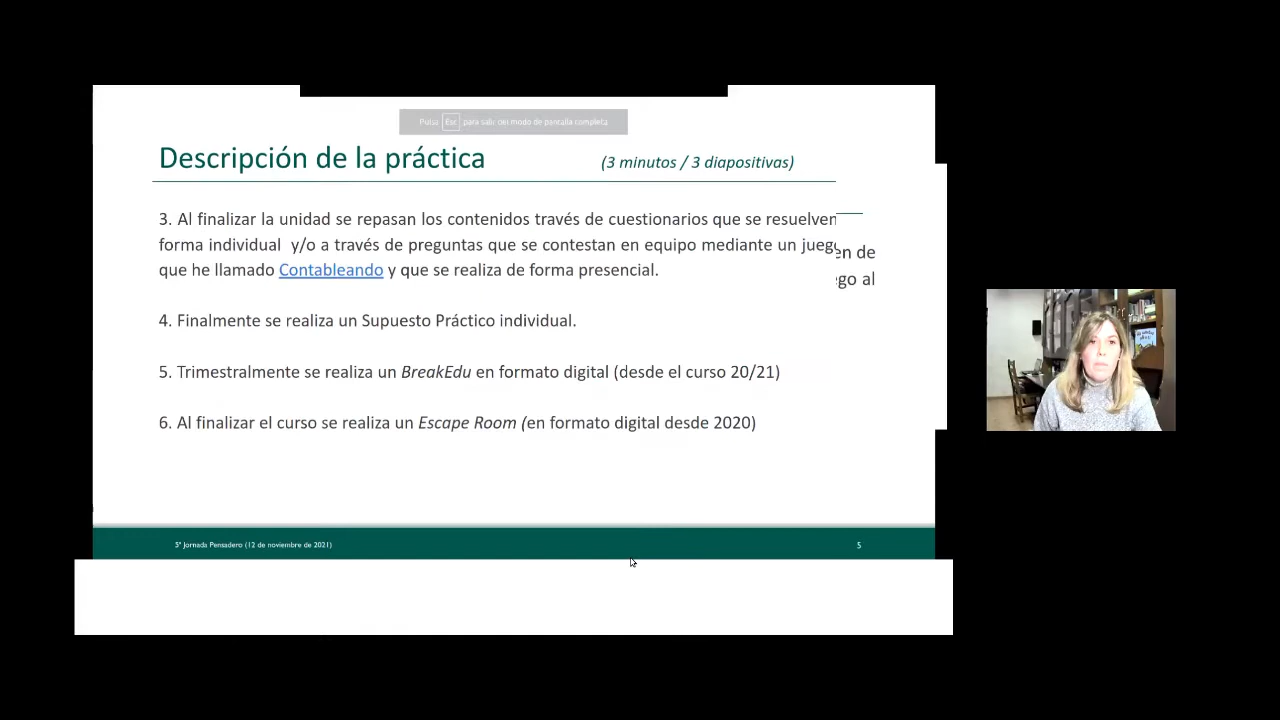 Pulsa Esc para salir del modo de pantalla completa
Descripción de la práctica (3 minutos / 3 diapositivas)
3. Al finalizar la unidad se repasan los contenidos través de cuestionarios que se resuelven
en de
forma individual y/o a través de preguntas que se contestan en equipo mediante un jueg
ego al
que he llamado Contableando y que se realiza de forma presencial.
4. Finalmente se realiza un Supuesto Práctico individual.
5. Trimestralmente se realiza un BreakEdu en formato digital (desde el curso 20/21)
6. Al finalizar el curso se realiza un Escape Room (en formato digital desde 2020)
5ª Jornada Pensadero (12 de noviembre de 2021) 5